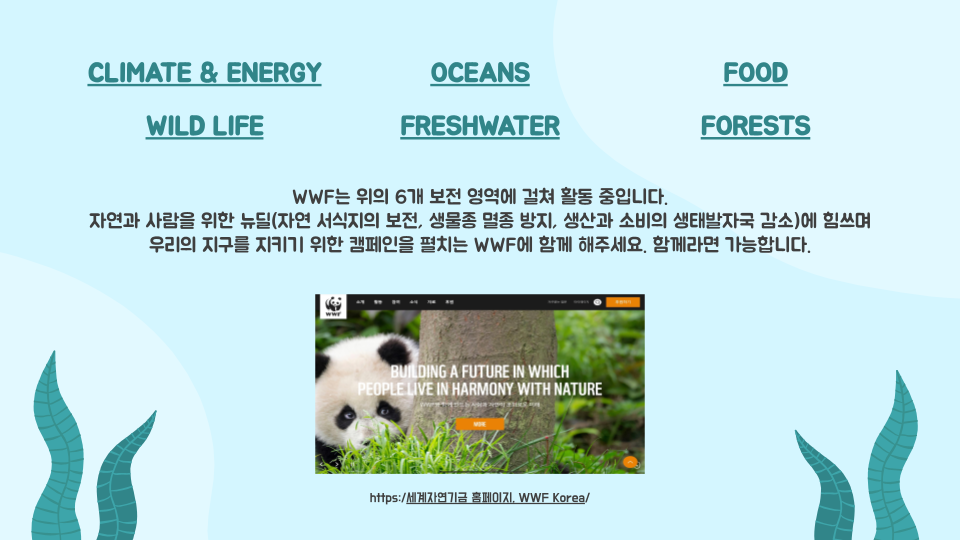 CLIMATE & ENERGY
OCEANS
FOOD
WILD LIFE
FRESHWATER
FORESTS
WWF는 위의 6개 보전 영역에 걸쳐 활동 중입니다.
자연과 사람을 위한 뉴딜(자연 서식지의 보전, 생물종 멸종 방지, 생산과 소비의 생태발자국 감소)에 힘쓰며
우리의 지구를 지키기 위한 캠페인을 펼치는 WWF에 함께 해주세요. 함께라면 가능합니다.
WWF
BUILDING A FUTURE IN WHICH
PEOPLE LIVE IN HARMONY WITH NATURE
MORE
https:/세계자연기금 홈페이지, WWF Korea/